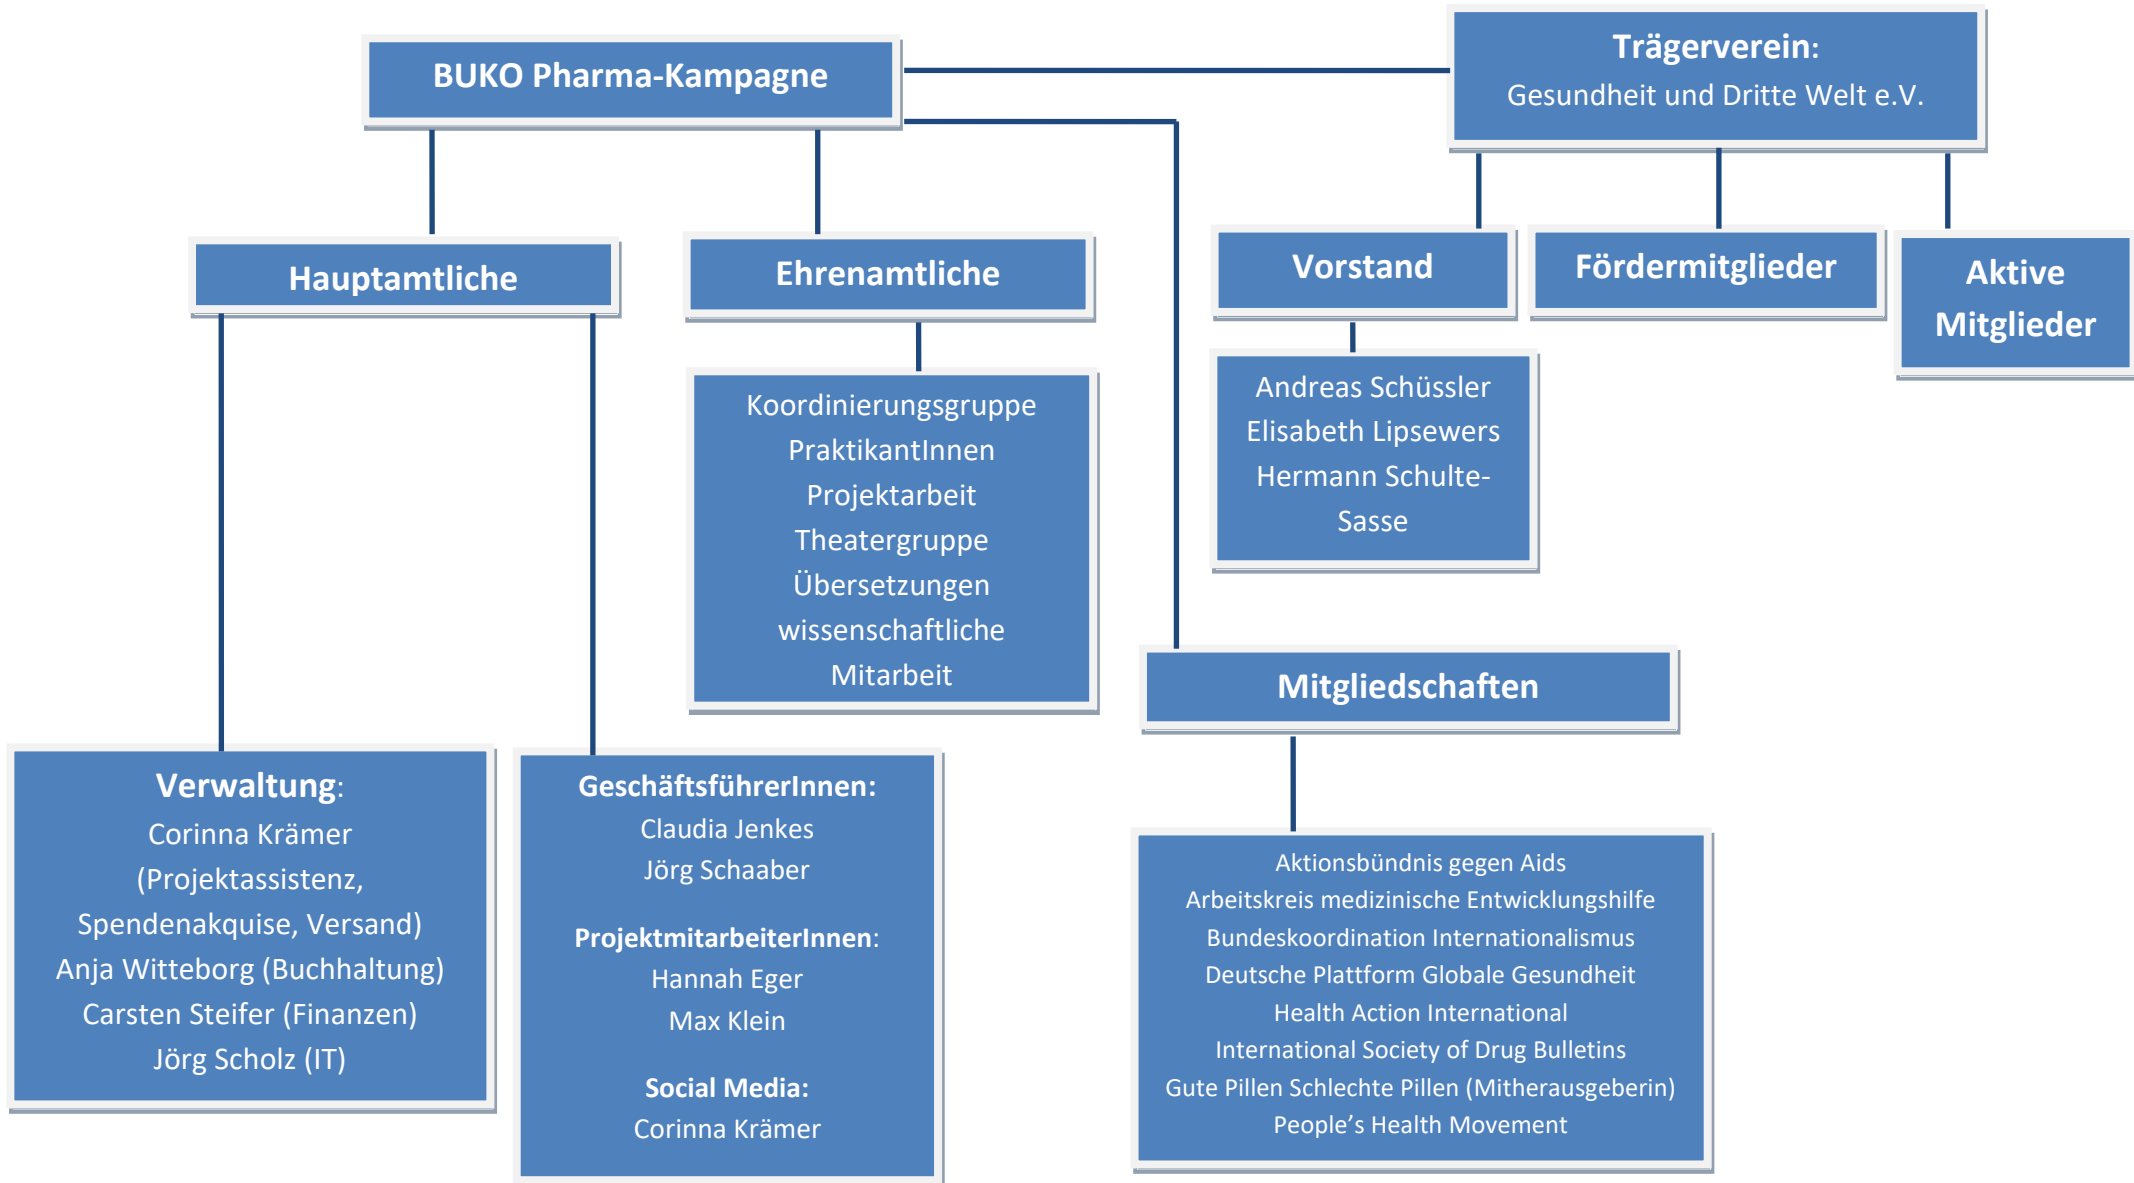 BUKO Pharma-Kampagne
Trägerverein:
Gesundheit und Dritte Welt e.V.
Hauptamtliche
Ehrenamtliche
Vorstand
Fördermitglieder
Aktive
Mitglieder
Koordinierungsgruppe
PraktikantInnen
Projektarbeit
Theatergruppe
Übersetzungen
wissenschaftliche
Mitarbeit
Andreas Schüssler
Elisabeth Lipsewers
Hermann Schulte-
Sasse
Mitgliedschaften
Verwaltung:
Corinna Krämer
(Projektassistenz,
Spendenakquise, Versand)
Anja Witteborg (Buchhaltung)
Carsten Steifer (Finanzen)
Jörg Scholz (IT)
GeschäftsführerInnen:
Claudia Jenkes
Jörg Schaaber
ProjektmitarbeiterInnen:
Hannah Eger
Max Klein
Social Media:
Corinna Krämer
Aktionsbündnis gegen Aids
Arbeitskreis medizinische Entwicklungshilfe
Bundeskoordination Internationalismus
Deutsche Plattform Globale Gesundheit
Health Action International
International Society of Drug Bulletins
Gute Pillen Schlechte Pillen (Mitherausgeberin)
People’s Health Movement